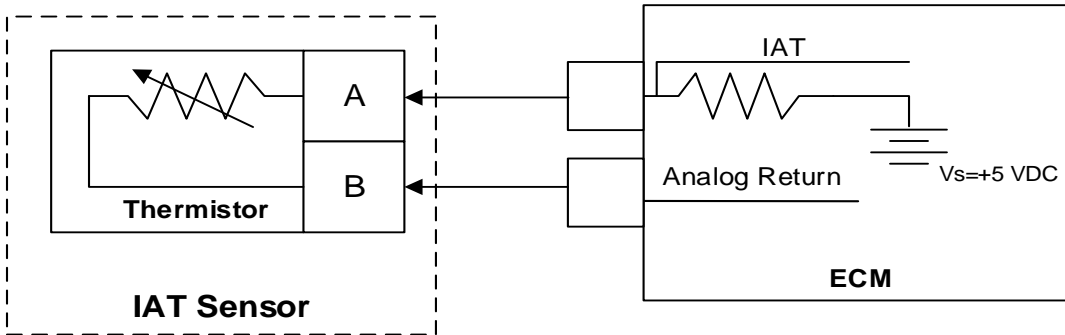 IAT
A
B
Thermistor
Analog Return
Vs=+5 VDC
IAT Sensor
ECM